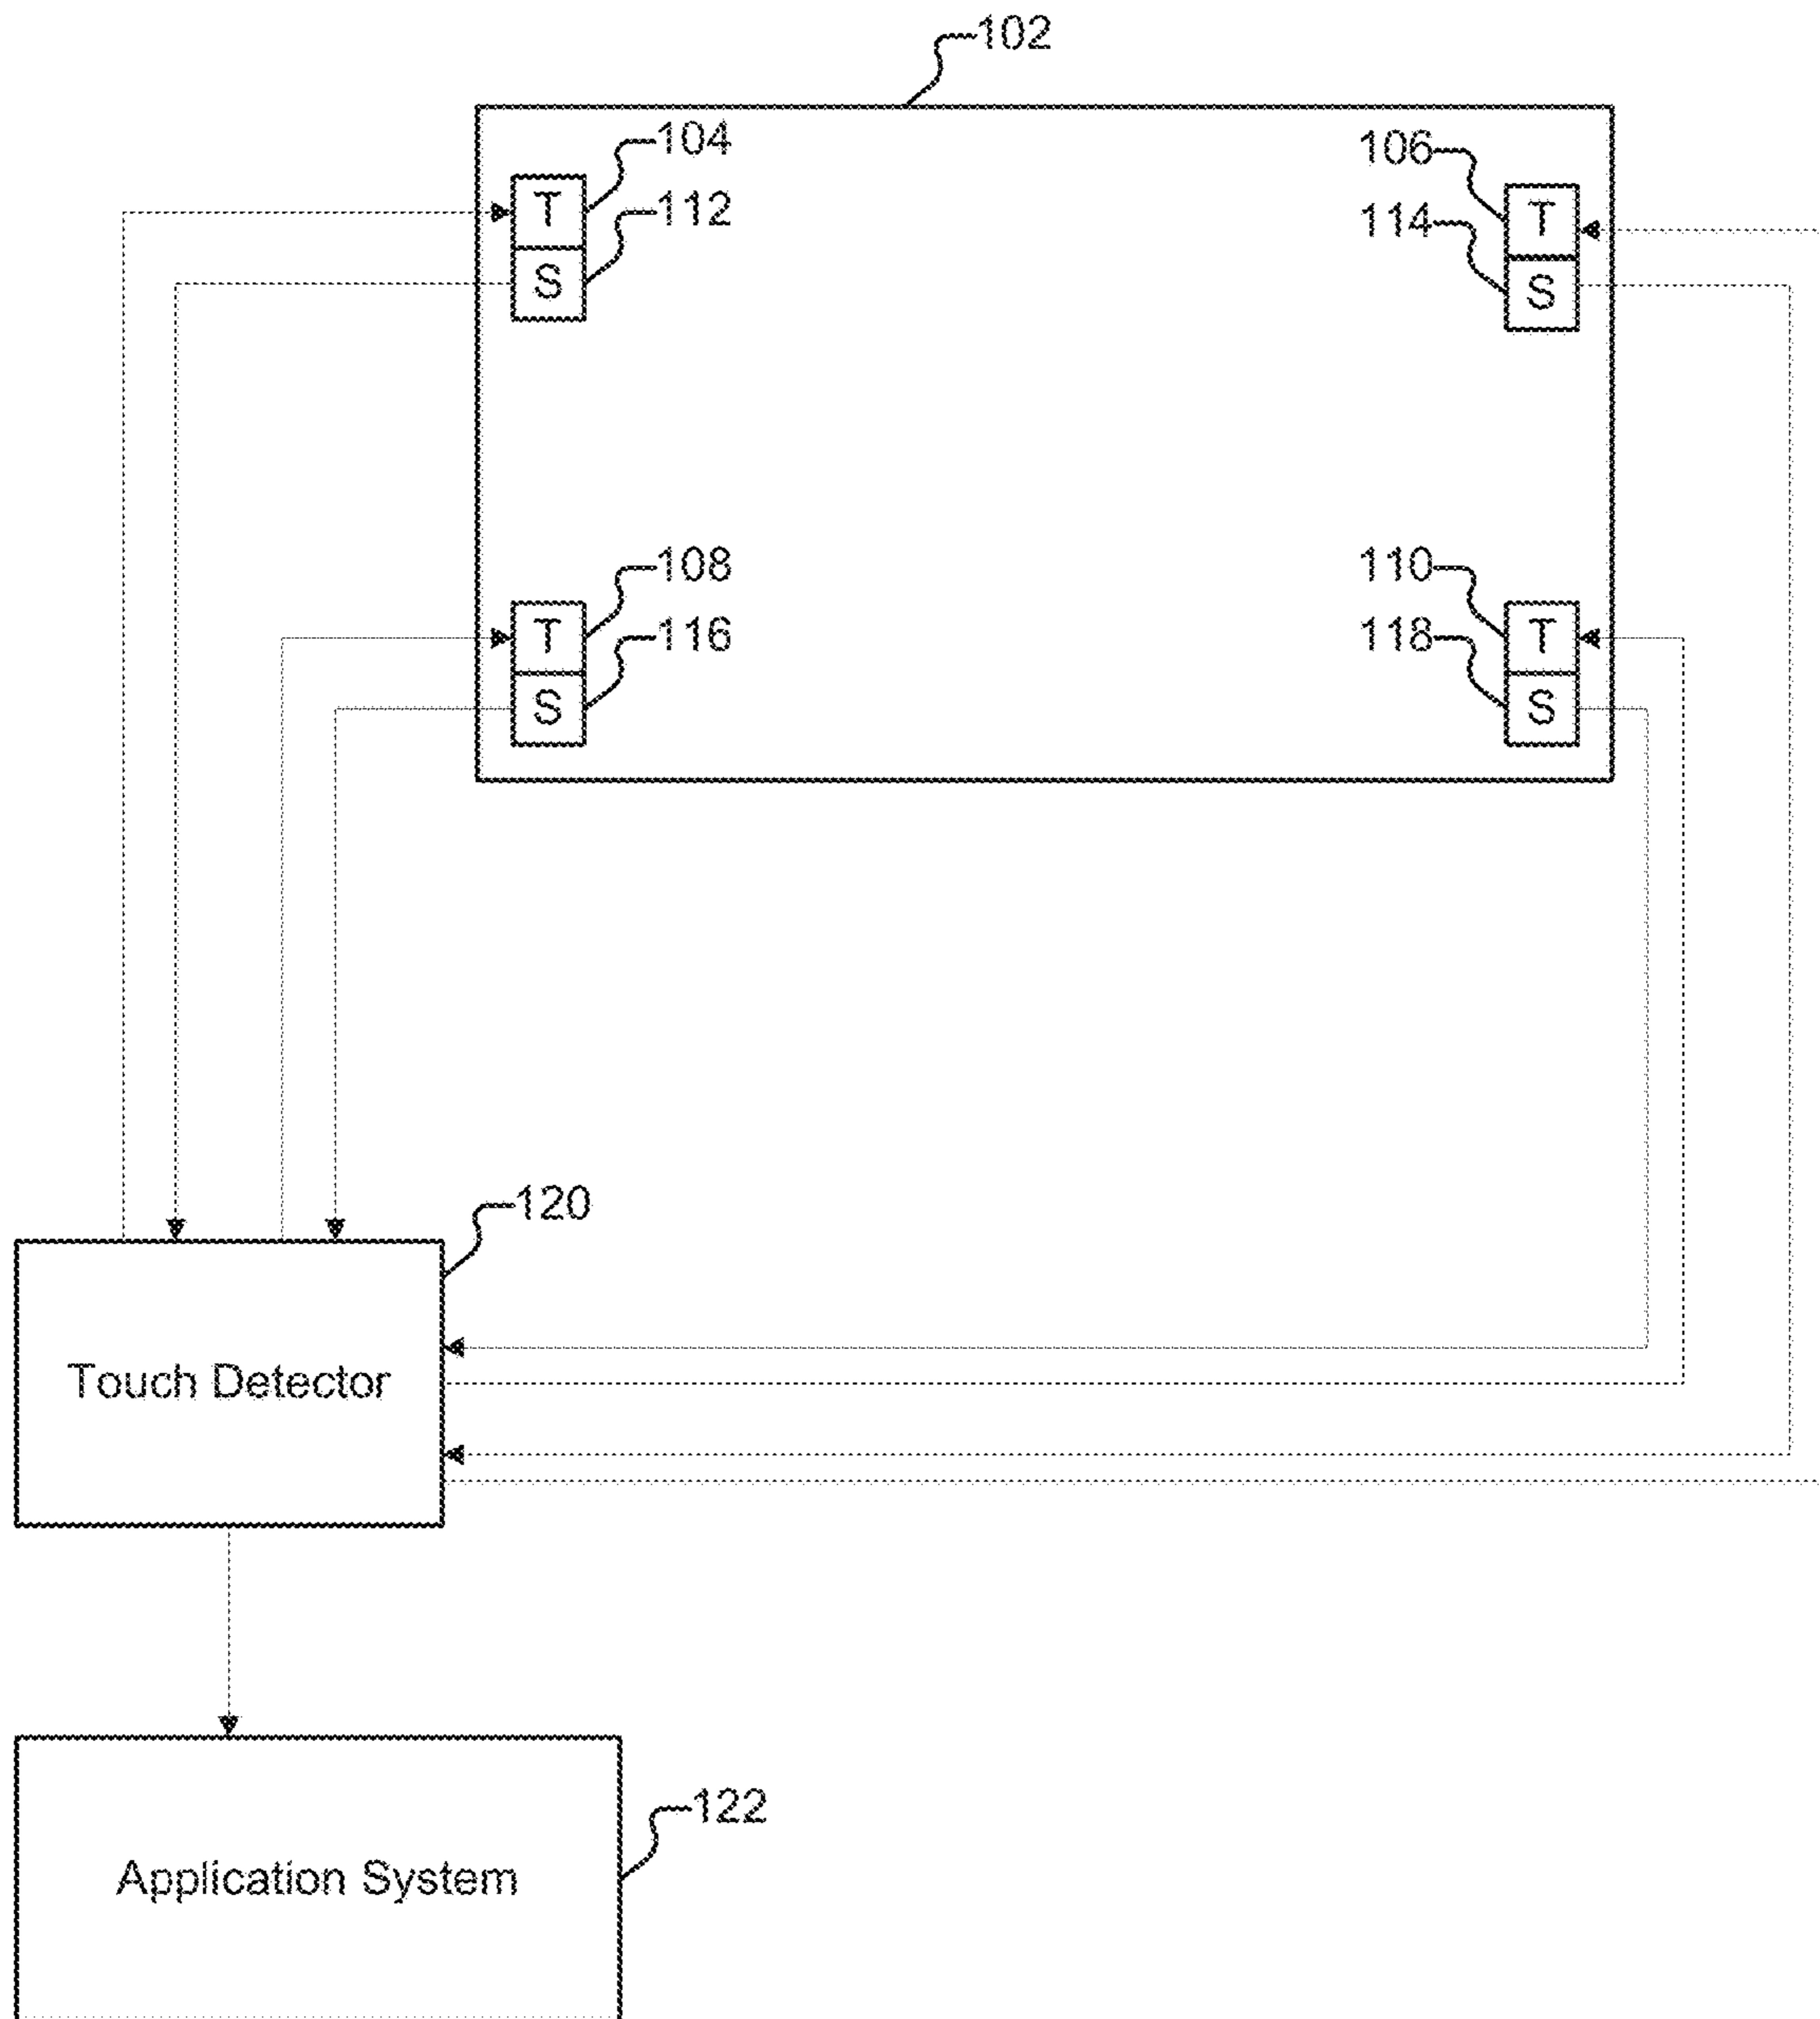 102
104
106
T
T
112
114
S
S
108
110
T
T
116
118
S
S
120
Touch Detector
122
Application System